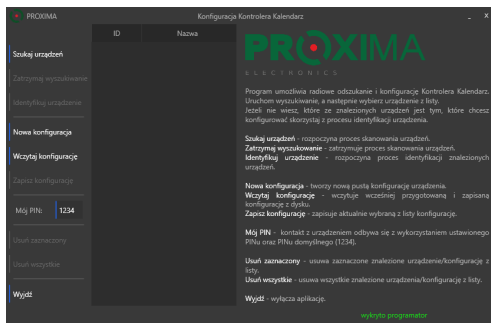 PROXIMA
Konfiguracja Kontrolera Kalendarz
_ X
ID Nazwa
Szukaj urządzeń
Zatrzymaj wyszukiwanie
Identyfikuj urządzenie
Nowa konfiguracja
Wczytaj konfigurację
Zapisz konfigurację
Mój PIN: 1234
Usuń zaznaczony
Usuń wszystkie
Wyjdź
PROXIMA
ELECTRONICS
Program umożliwia radiowe odszukanie i konfigurację Kontrolera Kalendarz.
Uruchom wyszukiwanie, a następnie wybierz urządzenie z listy.
Jeżeli nie wiesz, które ze znalezionych urządzeń jest tym, które chcesz
konfigurować skorzystaj z procesu identyfikacji urządzenia.
Szukaj urządzeń - rozpoczyna proces skanowania urządzeń.
Zatrzymaj wyszukowanie - zatrzymuje proces skanowania urządzeń.
Identyfikuj urządzenie - rozpoczyna proces identyfikacji znalezionych
urządzeń.
Nowa konfiguracja - tworzy nową pustą konfigurację urządzenia.
Wczytaj konfigurację - wczytuje wcześniej przygotowaną i zapisaną
konfigurację z dysku.
Zapisz konfigurację - zapisuje aktualnie wybraną z listy konfigurację.
Mój PIN - kontakt z urządzeniem odbywa się z wykorzystaniem ustawionego
PINu oraz PINu domyślnego (1234).
Usuń zaznaczony - usuwa zaznaczone znalezione urządzenie/konfigurację z
listy.
Usuń wszystkie - usuwa wszystkie znalezione urządzenia/konfigurację z listy.
Wyjdź - wyłącza aplikację.
wykryto programator